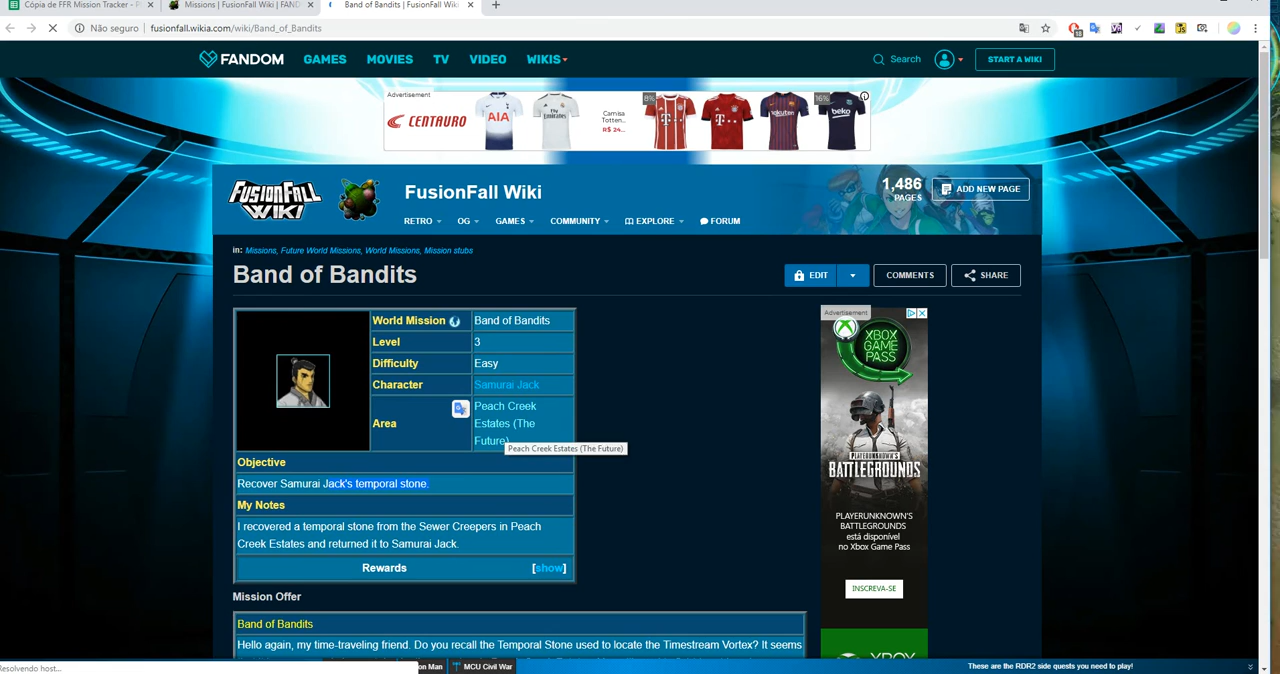 Cópia de FFR Mission Tracker - P
Missions | FusionFall Wiki | FAND
Band of Bandits | FusionFall Wiki
Não seguro
fusionfall.wikia.com/wiki/Band_of_Bandits
FANDOM
GAMES
MOVIES
TV
VIDEO
WIKIS
Search
START A WIKI
Advertisement
CENTAURO
AIA
Camisa
Totten...
R$ 24...
8%
16%
beko
FUSIONFALL
WIKI
FusionFall Wiki
1,486
PAGES
ADD NEW PAGE
RETRO
OG
GAMES
COMMUNITY
EXPLORE
FORUM
in: Missions, Future World Missions, World Missions, Mission stubs
Band of Bandits
EDIT
COMMENTS
SHARE
World Mission
Band of Bandits
Level
3
Difficulty
Easy
Character
Samurai Jack
Area
Peach Creek
Estates (The
Future)
Peach Creek Estates (The Future)
Objective
Recover Samurai Jack's temporal stone.
My Notes
I recovered a temporal stone from the Sewer Creepers in Peach
Creek Estates and returned it to Samurai Jack.
Rewards
[show]
Mission Offer
Band of Bandits
Hello again, my time-traveling friend. Do you recall the Temporal Stone used to locate the Timestream Vortex? It seems
Advertisement
XBOX
GAME
PASS
PLAYERUNKNOWN'S
BATTLEGROUNDS
PLAYERUNKNOWN'S
BATTLEGROUNDS
está disponível
no Xbox Game Pass
INSCREVA-SE
XBOX
Resolvendo host...
on Man
MCU Civil War
These are the RDR2 side quests you need to play!